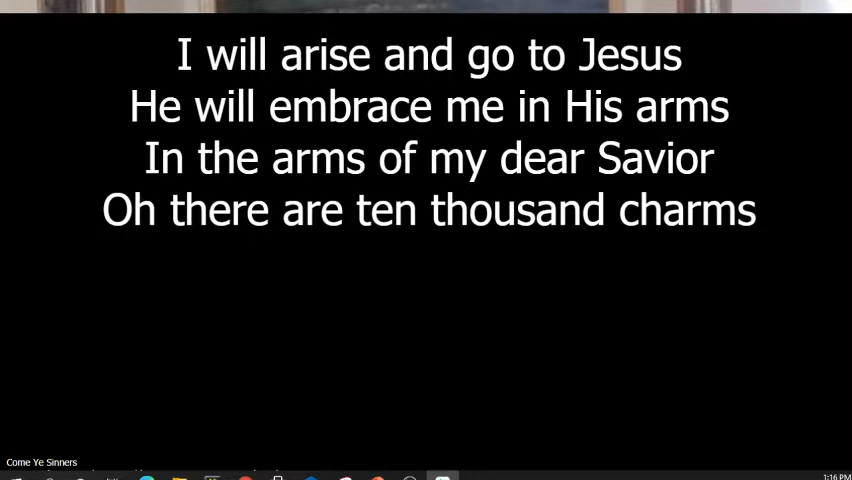 I will arise and go to Jesus
He will embrace me in His arms
In the arms of my dear Savior
Oh there are ten thousand charms
Come Ye Sinners
1:16 PM